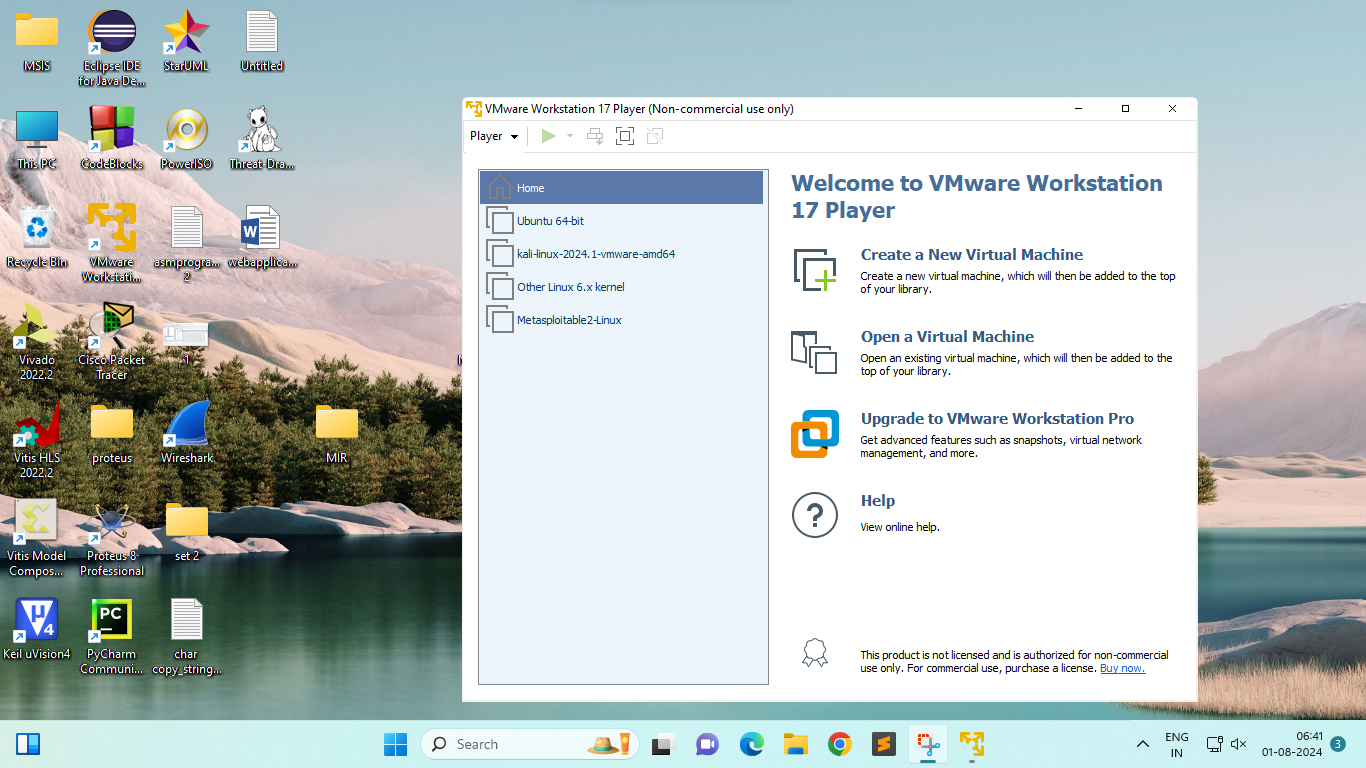 MSIS
Eclipse IDE
for Java De...
StarUML
Untitled
This PC
CodeBlocks
PowerISO
Threat-Dra...
Recycle Bin
VMware
Workstati...
asmprogra...
2
W
webapplica...
Vivado
2022.2
Cisco Packet
Tracer
1
Vitis HLS
2022.2
proteus
Wireshark
MIR
Vitis Model
Compos...
Proteus 8
Professional
set 2
μ
V4
Keil uVision4
PC
PyCharm
Communi...
char
copy_string...
VMware Workstation 17 Player (Non-commercial use only)
Player
Home
Ubuntu 64-bit
kali-linux-2024.1-vmware-amd64
Other Linux 6.x kernel
Metasploitable2-Linux
Welcome to VMware Workstation
17 Player
Create a New Virtual Machine
Create a new virtual machine, which will then be added to the top
of your library.
Open a Virtual Machine
Open an existing virtual machine, which will then be added to the
top of your library.
Upgrade to VMware Workstation Pro
Get advanced features such as snapshots, virtual network
management, and more.
?
Help
View online help.
This product is not licensed and is authorized for non-commercial
use only. For commercial use, purchase a license. Buy now.
Search
ENG
IN
06:41
01-08-2024
3